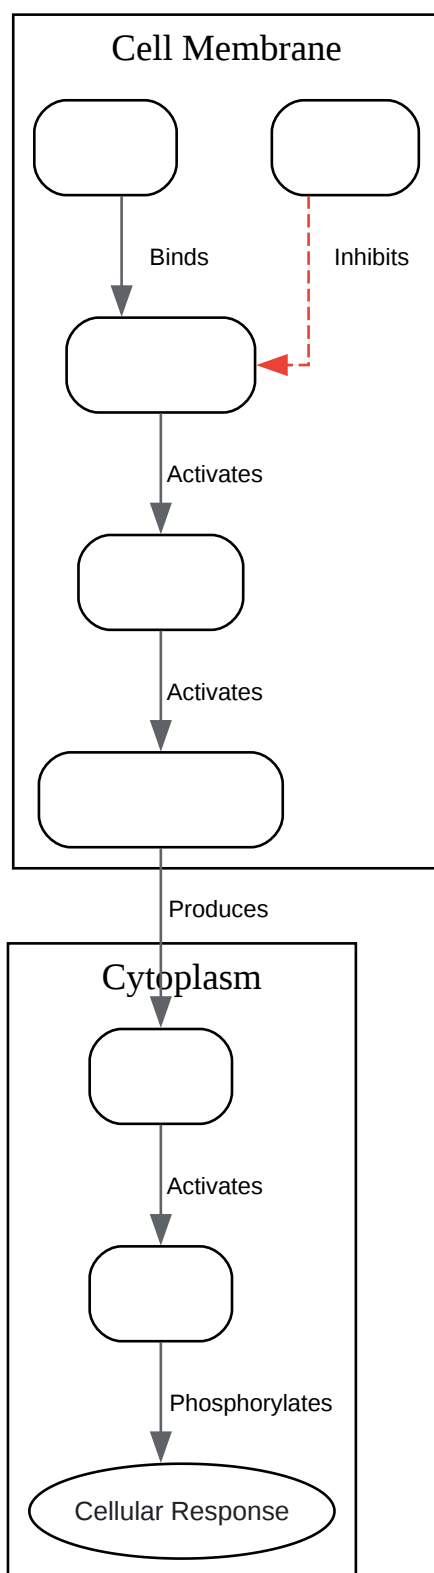 Cell Membrane
Binds
Inhibits
Activates
Activates
Produces
Cytoplasm
Activates
Phosphorylates
Cellular Response